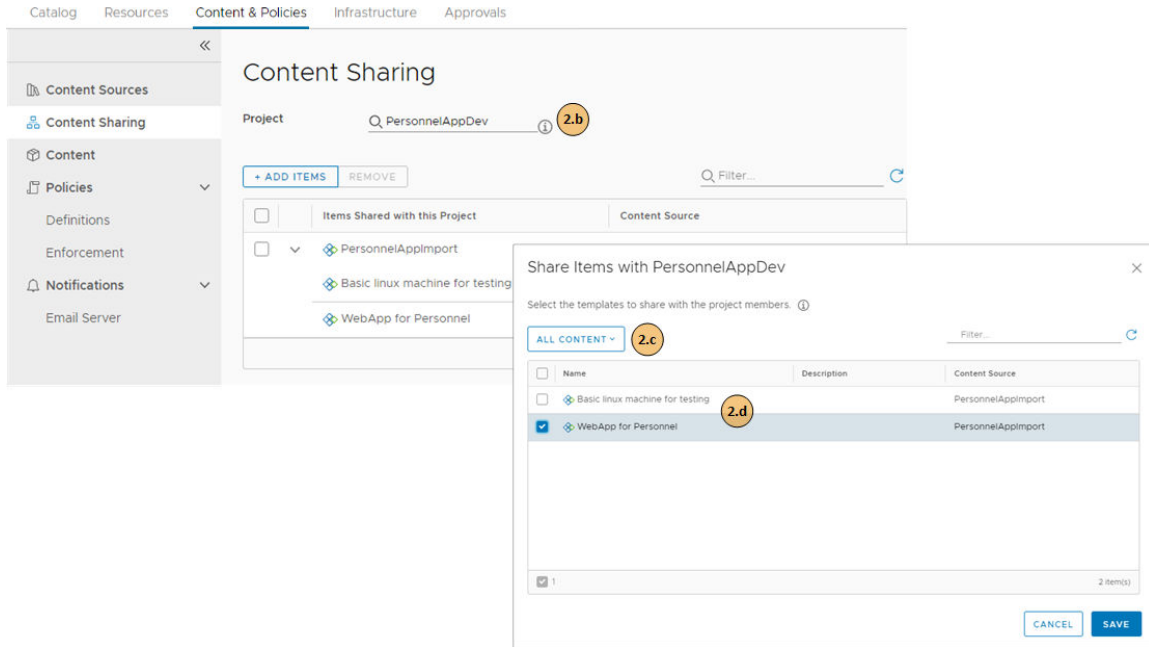 Catalog Resources Content & Policies Infrastructure Approvals
Content Sources
Content Sharing
Content
Policies
Definitions
Enforcement
Notifications
Email Server
Content Sharing
Project PersonnelAppDev 2.b
+ ADD ITEMS REMOVE Filter...
Items Shared with this Project Content Source
PersonnelAppImport
Basic linux machine for testing
WebApp for Personnel
Share Items with PersonnelAppDev
Select the templates to share with the project members.
ALL CONTENT 2.c Filter...
Name Description Content Source
Basic linux machine for testing PersonnelAppImport
2.d
WebApp for Personnel PersonnelAppImport
1 2 item(s)
CANCEL SAVE